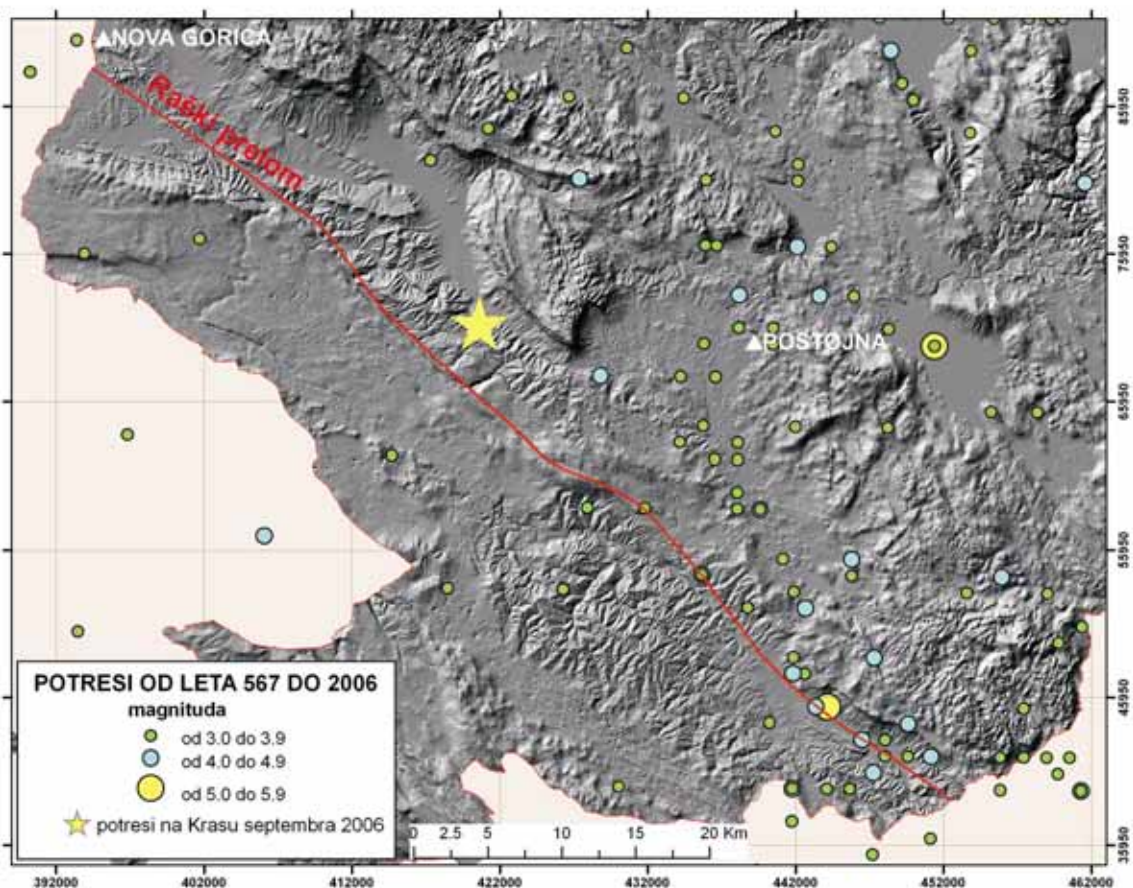 NOVA GORICA
Raški prelom
POSTOJNA
85950
75950
65950
55950
45950
35950
POTRESI OD LETA 567 DO 2006
magnituda
od 3.0 do 3.9
od 4.0 do 4.9
od 5.0 do 5.9
potresi na Krasu septembra 2006
0 2.5 5 10 15 20 Km
392000 402000 412000 422000 432000 442000 452000 462000